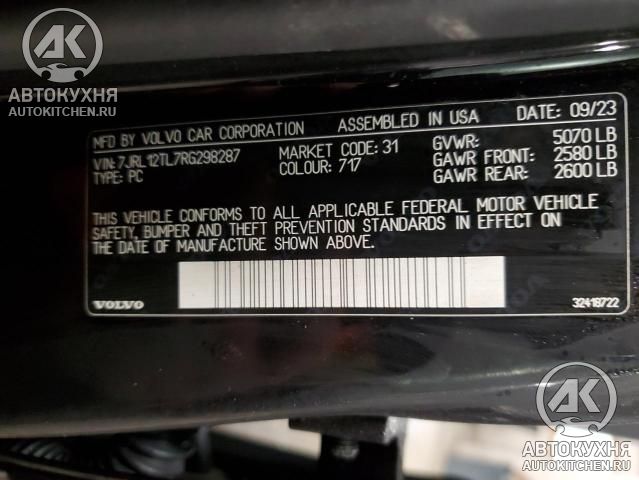 AK
АВТОКУХНЯ
AUTOKITCHEN.RU
MFD BY VOLVO CAR CORPORATION ASSEMBLED IN USA DATE: 09/23
VIN: 7JRL12TL7RG298287 MARKET CODE: 31 GVWR: 5070 LB
TYPE: PC COLOUR: 717 GAWR FRONT: 2580 LB
GAWR REAR: 2600 LB
THIS VEHICLE CONFORMS TO ALL APPLICABLE FEDERAL MOTOR VEHICLE
SAFETY, BUMPER AND THEFT PREVENTION STANDARDS IN EFFECT ON
THE DATE OF MANUFACTURE SHOWN ABOVE.
VOLVO 32418722
AK
АВТОКУХНЯ
AUTOKITCHEN.RU